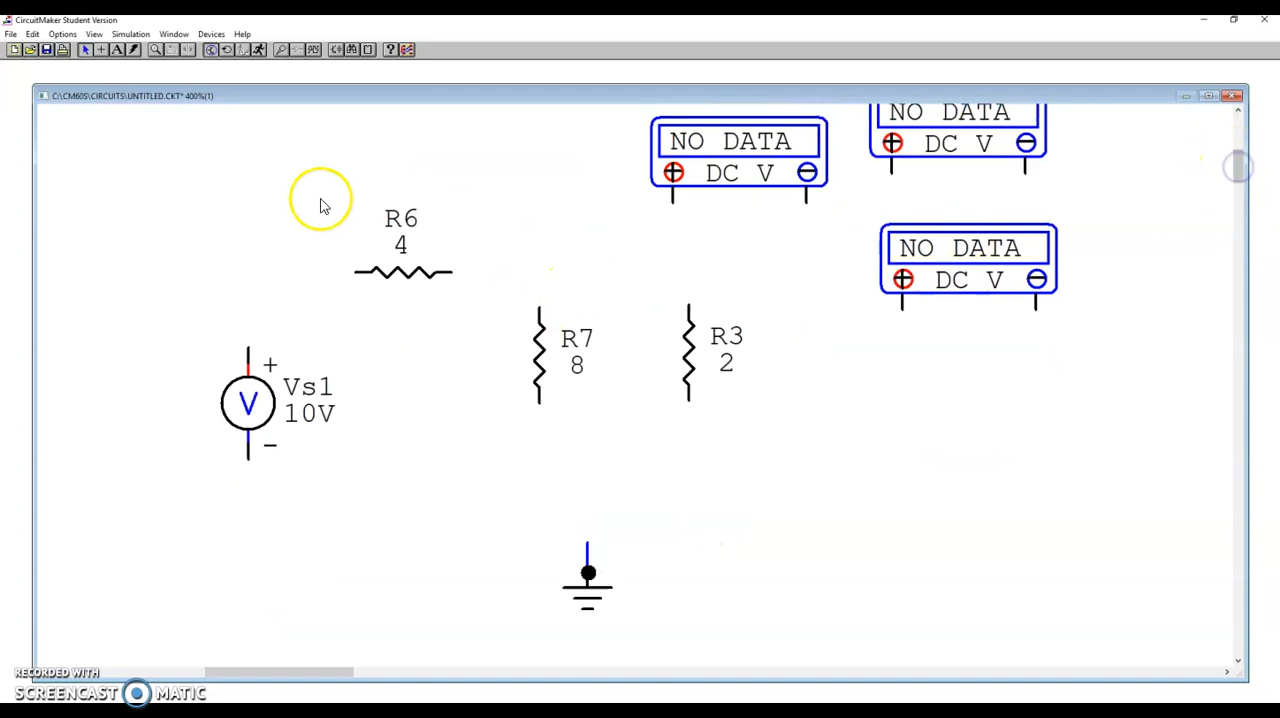 CircuitMaker Student Version
File Edit Options View Simulation Window Devices Help
C:\CM60S\CIRCUITS\UNTITLED.CKT* 400%(1)
NO DATA
DC V
NO DATA
DC V
NO DATA
DC V
R6
4
R7
8
R3
2
+
Vs1
10V
V
-
RECORDED WITH
SCREENCAST MATIC